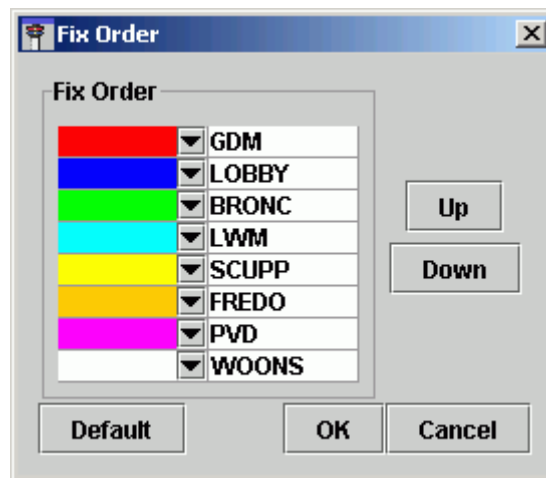 Fix Order
Fix Order
GDM
LOBBY
BRONC
LWM
SCUPP
FREDO
PVD
WOONS
Up
Down
Default
OK
Cancel